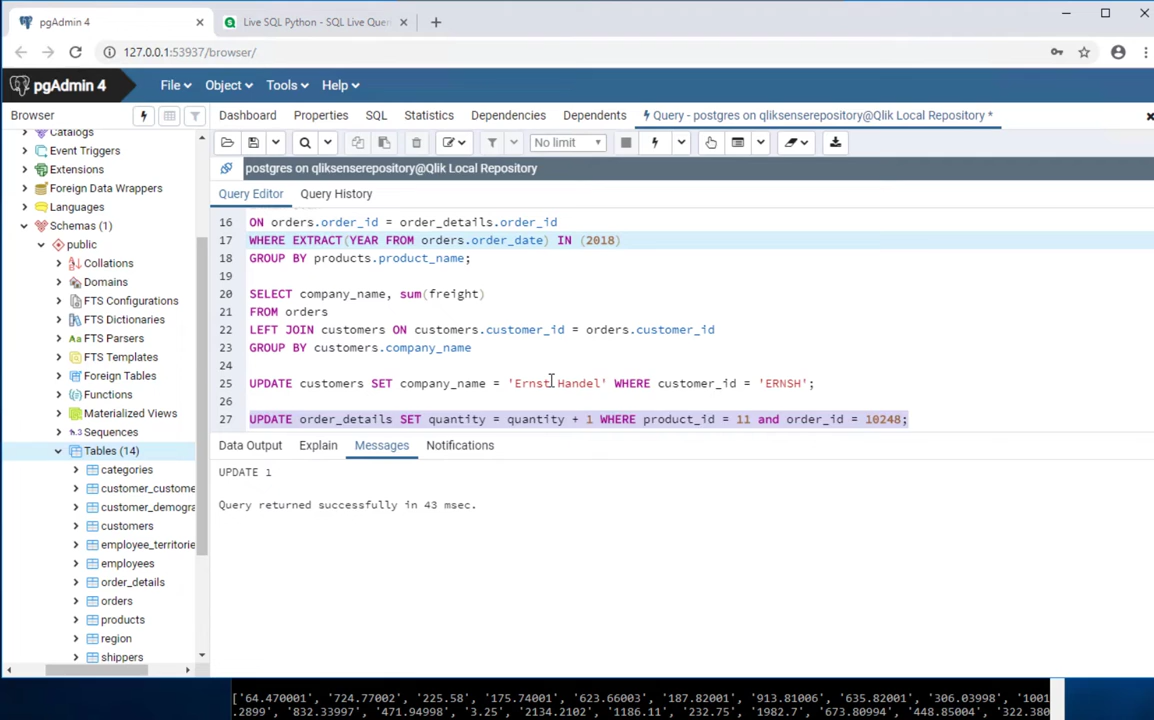 pgAdmin 4
Live SQL Python - SQL Live Quer
127.0.0.1:53937/browser/
pgAdmin 4
File
Object
Tools
Help
Browser
Dashboard
Properties
SQL
Statistics
Dependencies
Dependents
Query - postgres on qliksenserepository@Qlik Local Repository *
No limit
postgres on qliksenserepository@Qlik Local Repository
Query Editor
Query History
Catalogs
Event Triggers
Extensions
Foreign Data Wrappers
Languages
Schemas (1)
public
Collations
Domains
FTS Configurations
FTS Dictionaries
FTS Parsers
FTS Templates
Foreign Tables
Functions
Materialized Views
Sequences
Tables (14)
categories
customer_custome
customer_demogra
customers
employee_territorie
employees
order_details
orders
products
region
shippers
16 ON orders.order_id = order_details.order_id
17 WHERE EXTRACT(YEAR FROM orders.order_date) IN (2018)
18 GROUP BY products.product_name;
19
20 SELECT company_name, sum(freight)
21 FROM orders
22 LEFT JOIN customers ON customers.customer_id = orders.customer_id
23 GROUP BY customers.company_name
24
25 UPDATE customers SET company_name = 'Ernst Handel' WHERE customer_id = 'ERNSH';
26
27 UPDATE order_details SET quantity = quantity + 1 WHERE product_id = 11 and order_id = 10248;
Data Output
Explain
Messages
Notifications
UPDATE 1
Query returned successfully in 43 msec.
['64.470001', '724.77002', '225.58', '175.74001', '623.66003', '187.82001', '913.81006', '635.82001', '306.03998', '1001
.2899', '832.33997', '471.94998', '3.25', '2134.2102', '1186.11', '232.75', '1982.7', '673.80994', '448.85004', '322.380